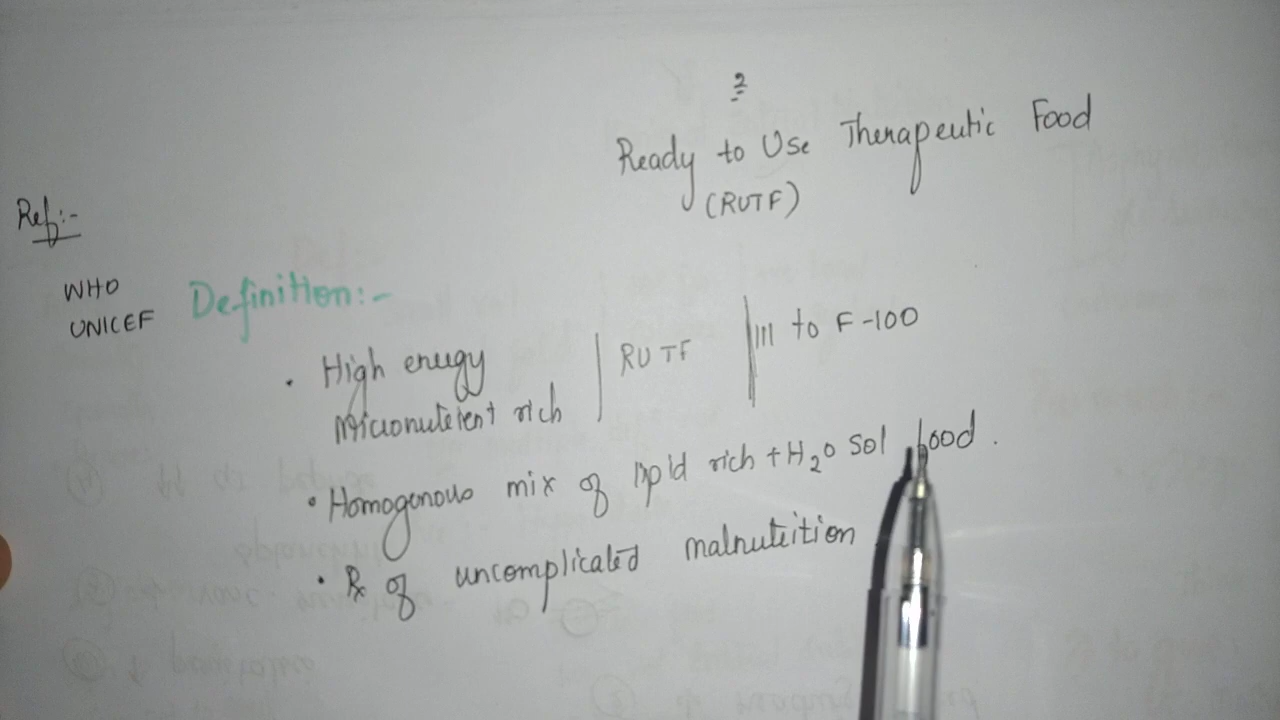 2
Ready to Use Therapeutic Food
(RUTF)
Ref:-
WHO
UNICEF
Definition:-
• High energy
Micronutrient rich
RUTF
||| to F-100
• Homogenous mix of lipid rich + H2O sol food.
• Rx of uncomplicated malnutrition